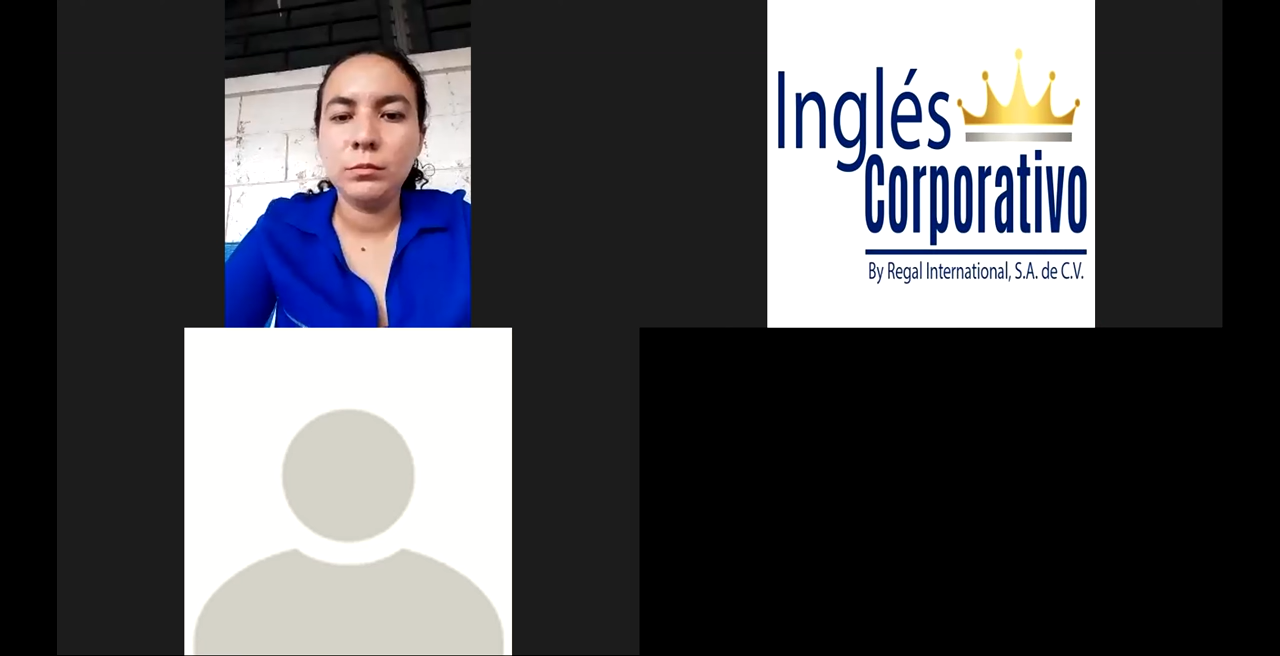 Inglés
Corporativo
By Regal International, S.A. de C.V.